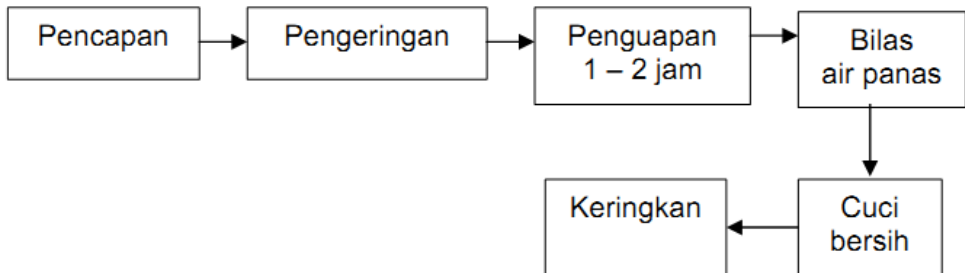 Pencapan
Pengeringan
Penguapan
1 – 2 jam
Bilas
air panas
Cuci
bersih
Keringkan